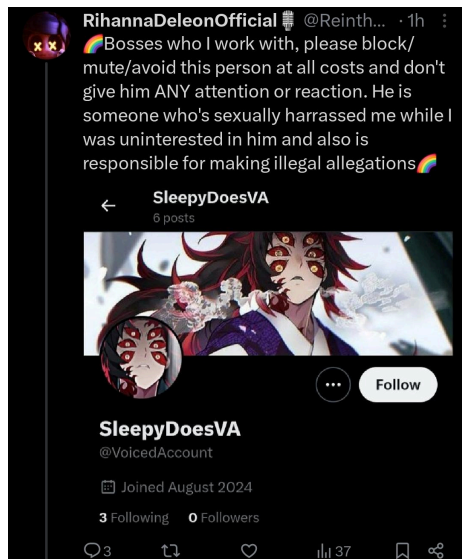 RihannaDeleonOfficial🎙️ @Reinth... · 1h
🌈Bosses who I work with, please block/
mute/avoid this person at all costs and don't
give him ANY attention or reaction. He is
someone who's sexually harrassed me while I
was uninterested in him and also is
responsible for making illegal allegations🌈
SleepyDoesVA
6 posts
Follow
SleepyDoesVA
@VoicedAccount
Joined August 2024
3 Following 0 Followers
3 37